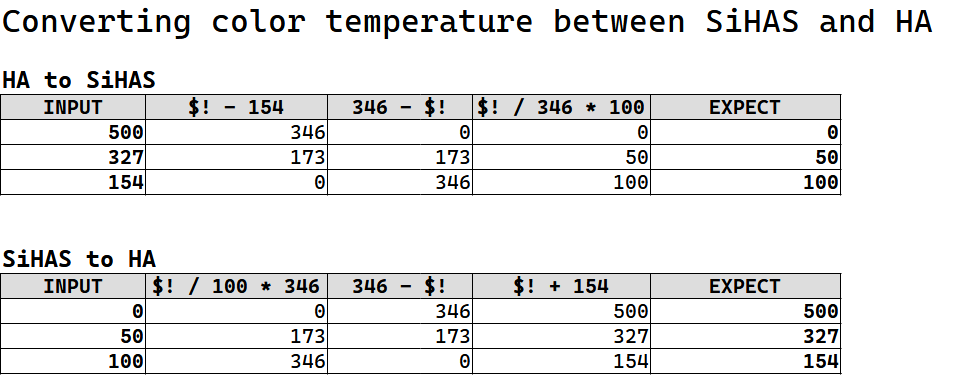 Converting color temperature between SiHAS and HA
HA to SiHAS
INPUT $! - 154 346 - $! $! / 346 * 100 EXPECT
500 346 0 0 0
327 173 173 50 50
154 0 346 100 100
SiHAS to HA
INPUT $! / 100 * 346 346 - $! $! + 154 EXPECT
0 0 346 500 500
50 173 173 327 327
100 346 0 154 154